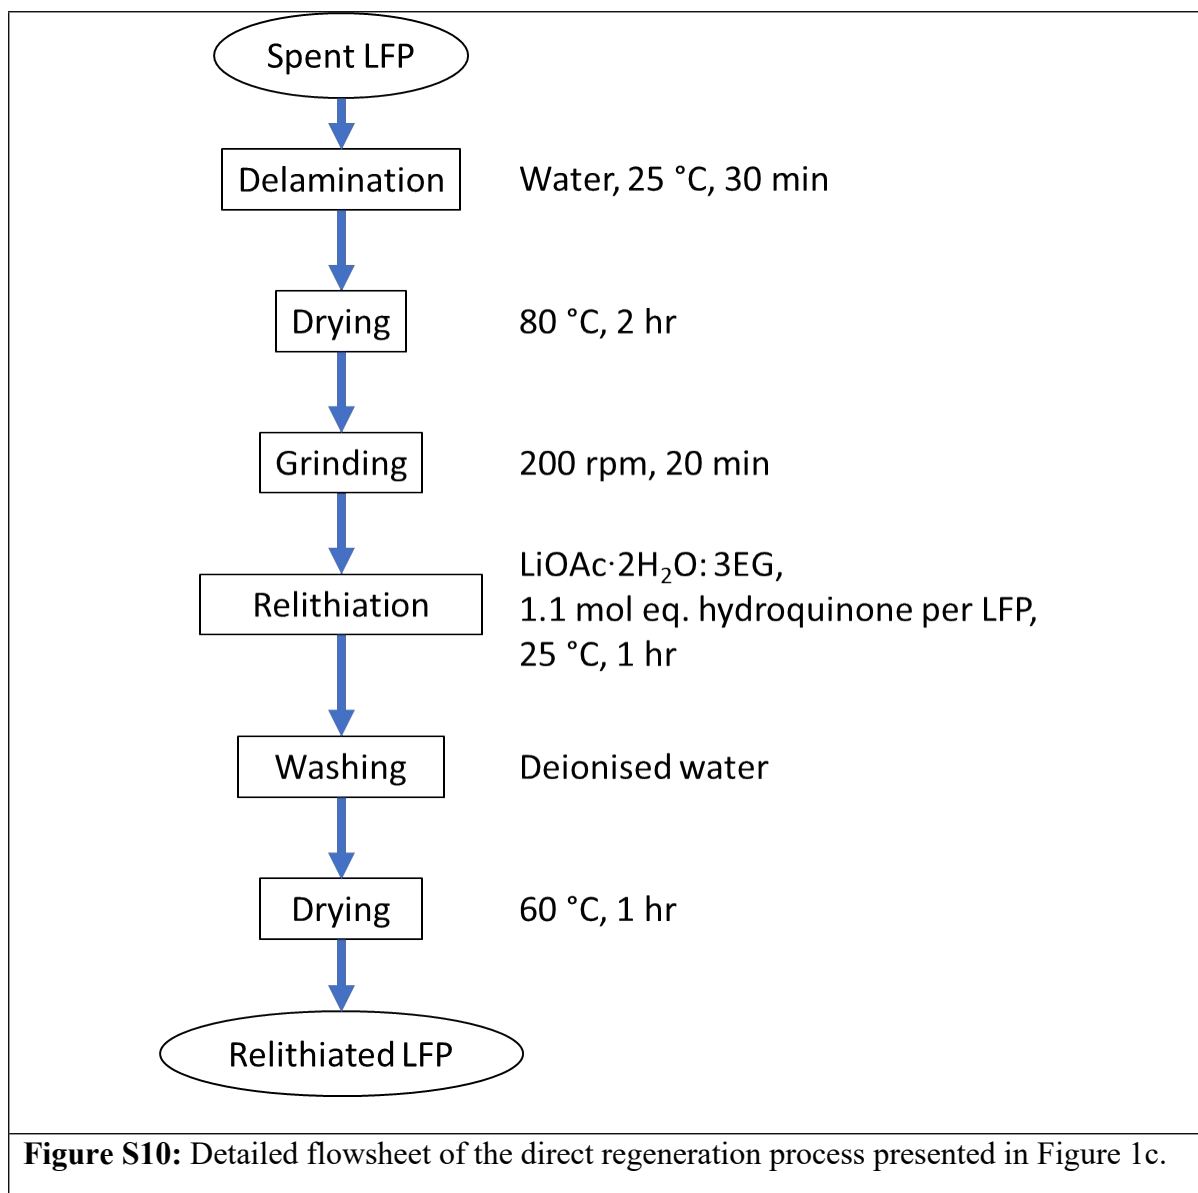 Spent LFP
Delamination
Water, 25 °C, 30 min
Drying
80 °C, 2 hr
Grinding
200 rpm, 20 min
Relithiation
LiOAc·2H₂O: 3EG,
1.1 mol eq. hydroquinone per LFP,
25 °C, 1 hr
Washing
Deionised water
Drying
60 °C, 1 hr
Relithiated LFP
Figure S10: Detailed flowsheet of the direct regeneration process presented in Figure 1c.